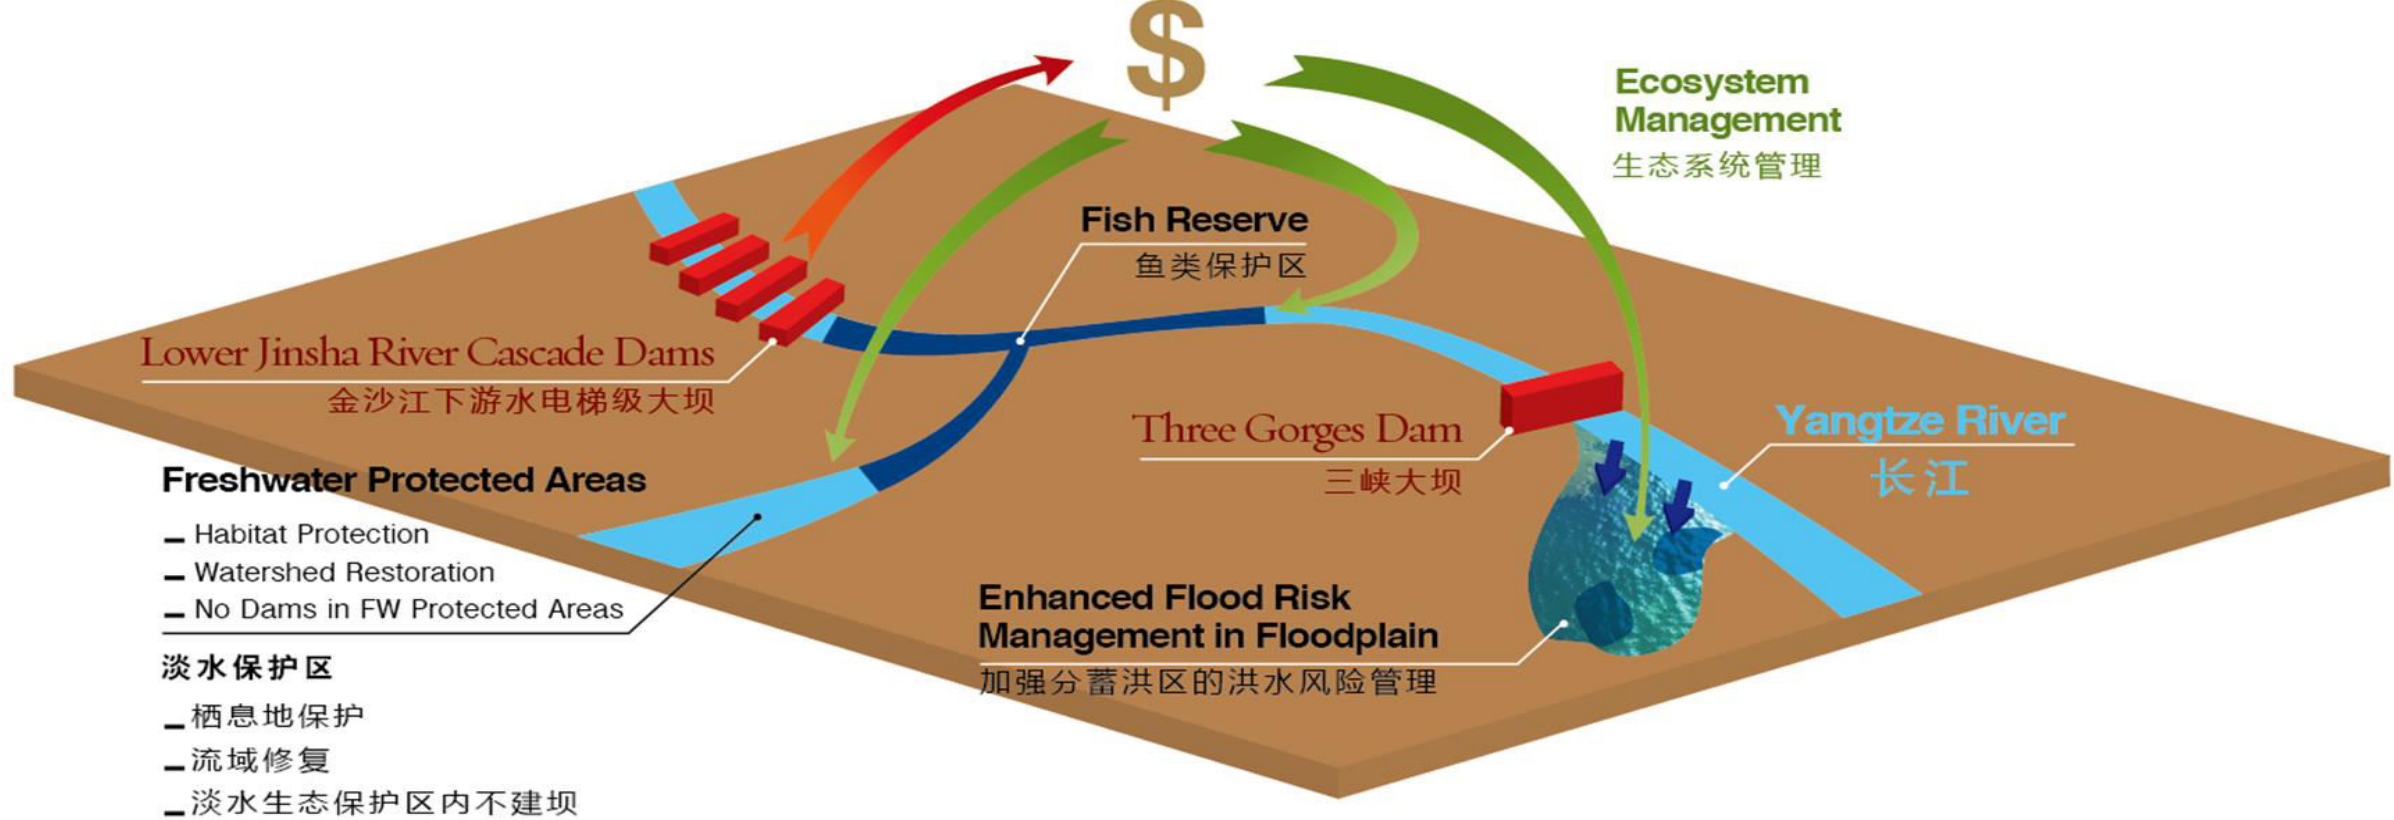 $
Ecosystem
Management
生态系统管理
Fish Reserve
鱼类保护区
Lower Jinsha River Cascade Dams
金沙江下游水电梯级大坝
Three Gorges Dam
三峡大坝
Yangtze River
长江
Freshwater Protected Areas
– Habitat Protection
– Watershed Restoration
– No Dams in FW Protected Areas
淡水保护区
– 栖息地保护
– 流域修复
– 淡水生态保护区内不建坝
Enhanced Flood Risk
Management in Floodplain
加强分蓄洪区的洪水风险管理